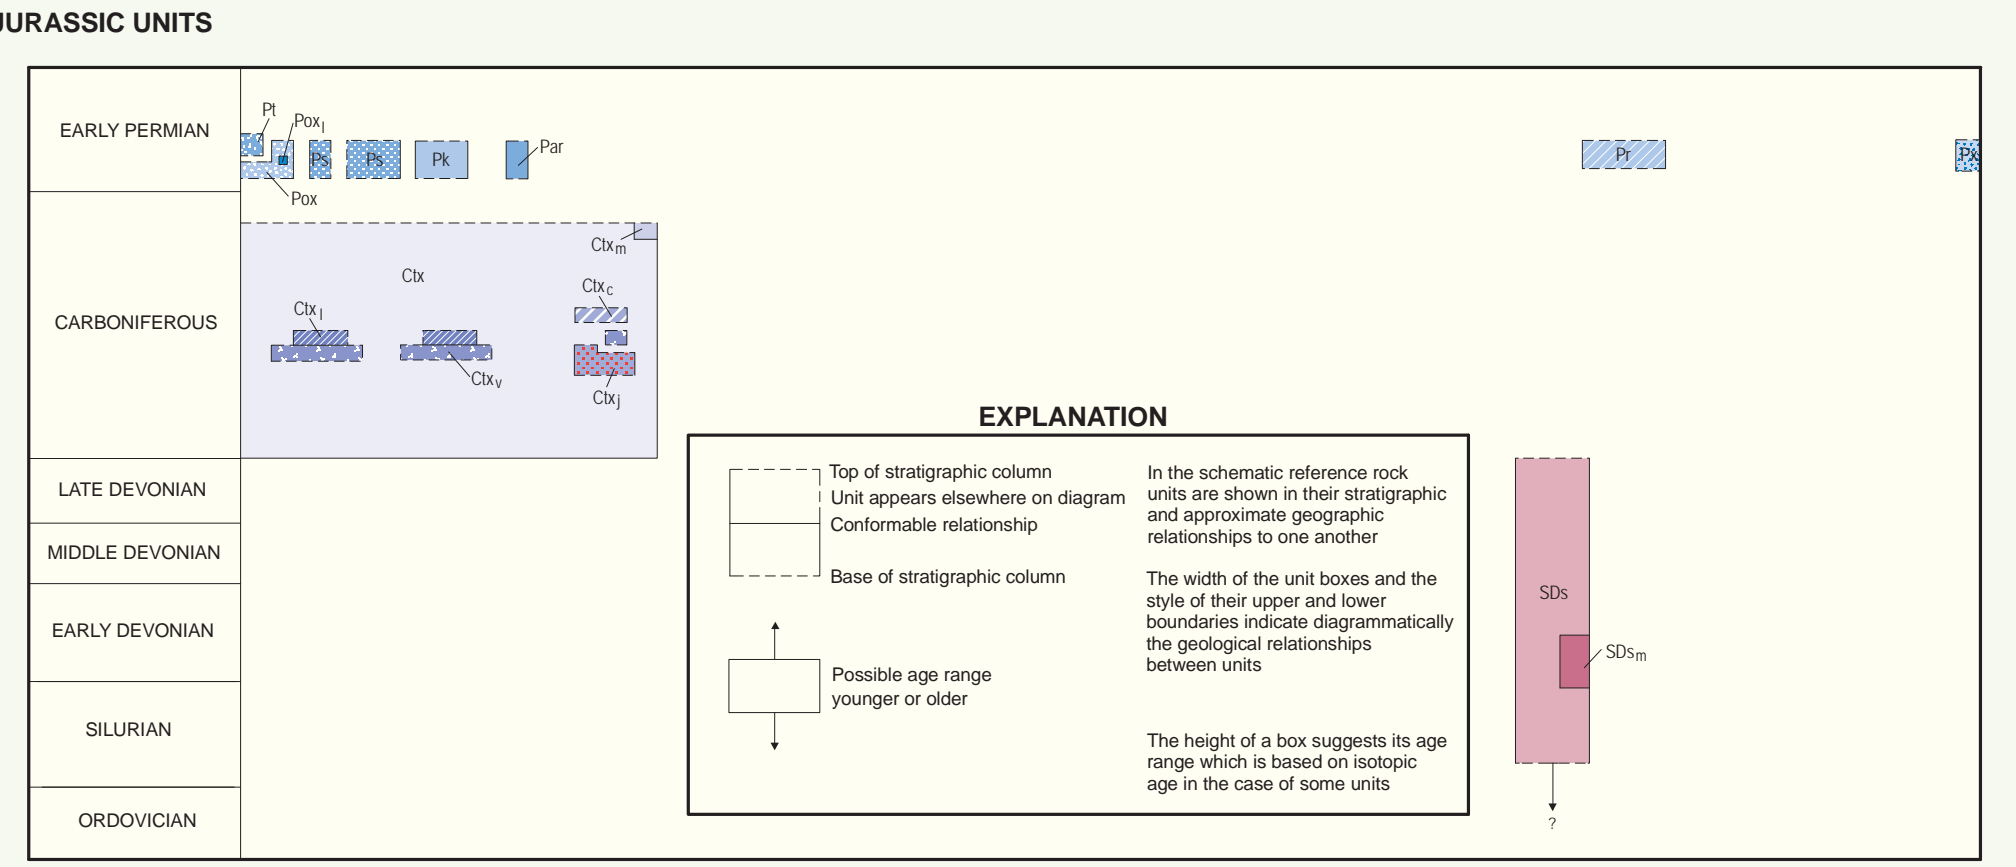 JURASSIC UNITS
EARLY PERMIAN
Pt
Poxl
Ps
Ps
Pk
Par
Pox
Pr
Px
CARBONIFEROUS
Ctxm
Ctx
Ctxc
Ctxl
Ctxv
Ctxj
LATE DEVONIAN
MIDDLE DEVONIAN
EARLY DEVONIAN
SILURIAN
ORDOVICIAN
EXPLANATION
Top of stratigraphic column
Unit appears elsewhere on diagram
Conformable relationship
Base of stratigraphic column
Possible age range
younger or older
In the schematic reference rock
units are shown in their stratigraphic
and approximate geographic
relationships to one another
The width of the unit boxes and the
style of their upper and lower
boundaries indicate diagrammatically
the geological relationships
between units
The height of a box suggests its age
range which is based on isotopic
age in the case of some units
SDs
SDsm
?